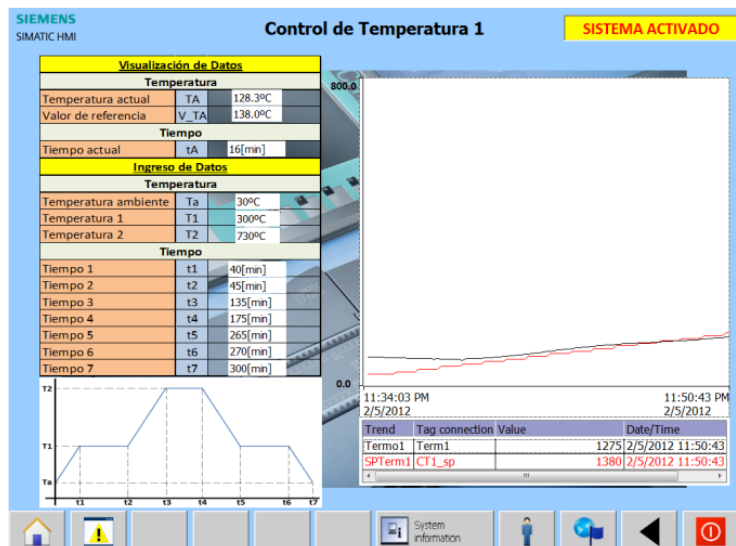 SIEMENS
SIMATIC HMI
Control de Temperatura 1
SISTEMA ACTIVADO
Visualización de Datos
Temperatura
Temperatura actual TA 128.3ºC
Valor de referencia V_TA 138.0ºC
Tiempo
Tiempo actual tA 16[min]
Ingreso de Datos
Temperatura
Temperatura ambiente Ta 30ºC
Temperatura 1 T1 300ºC
Temperatura 2 T2 730ºC
Tiempo
Tiempo 1 t1 40[min]
Tiempo 2 t2 45[min]
Tiempo 3 t3 135[min]
Tiempo 4 t4 175[min]
Tiempo 5 t5 265[min]
Tiempo 6 t6 270[min]
Tiempo 7 t7 300[min]
T2
T1
Ta
t1 t2 t3 t4 t5 t6 t7
800.0
0.0
11:34:03 PM 11:50:43 PM
2/5/2012 2/5/2012
Trend Tag connection Value Date/Time
Termo1 Term1 1275 2/5/2012 11:50:43
SPTerm1 CT1_sp 1380 2/5/2012 11:50:43
System
information